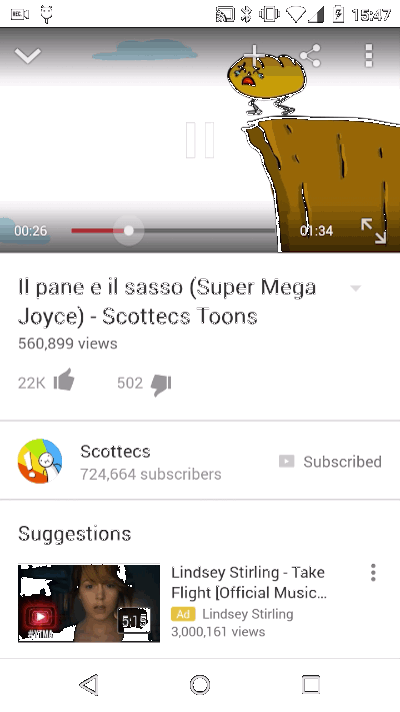 REC
15:47
00:26
01:34
Il pane e il sasso (Super Mega
Joyce) - Scottecs Toons
560,899 views
22K
502
Scottecs
724,664 subscribers
Subscribed
Suggestions
5:15
Lindsey Stirling - Take
Flight [Official Music...
Ad Lindsey Stirling
3,000,161 views